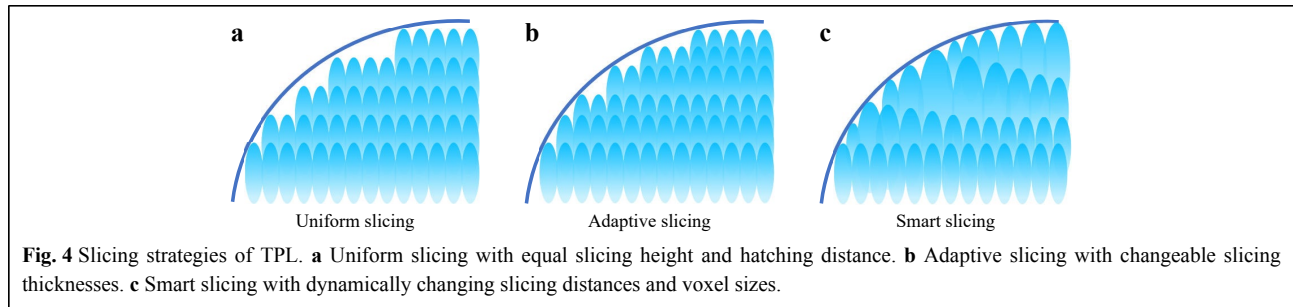 a
b
c
Uniform slicing
Adaptive slicing
Smart slicing
Fig. 4 Slicing strategies of TPL. a Uniform slicing with equal slicing height and hatching distance. b Adaptive slicing with changeable slicing
thicknesses. c Smart slicing with dynamically changing slicing distances and voxel sizes.